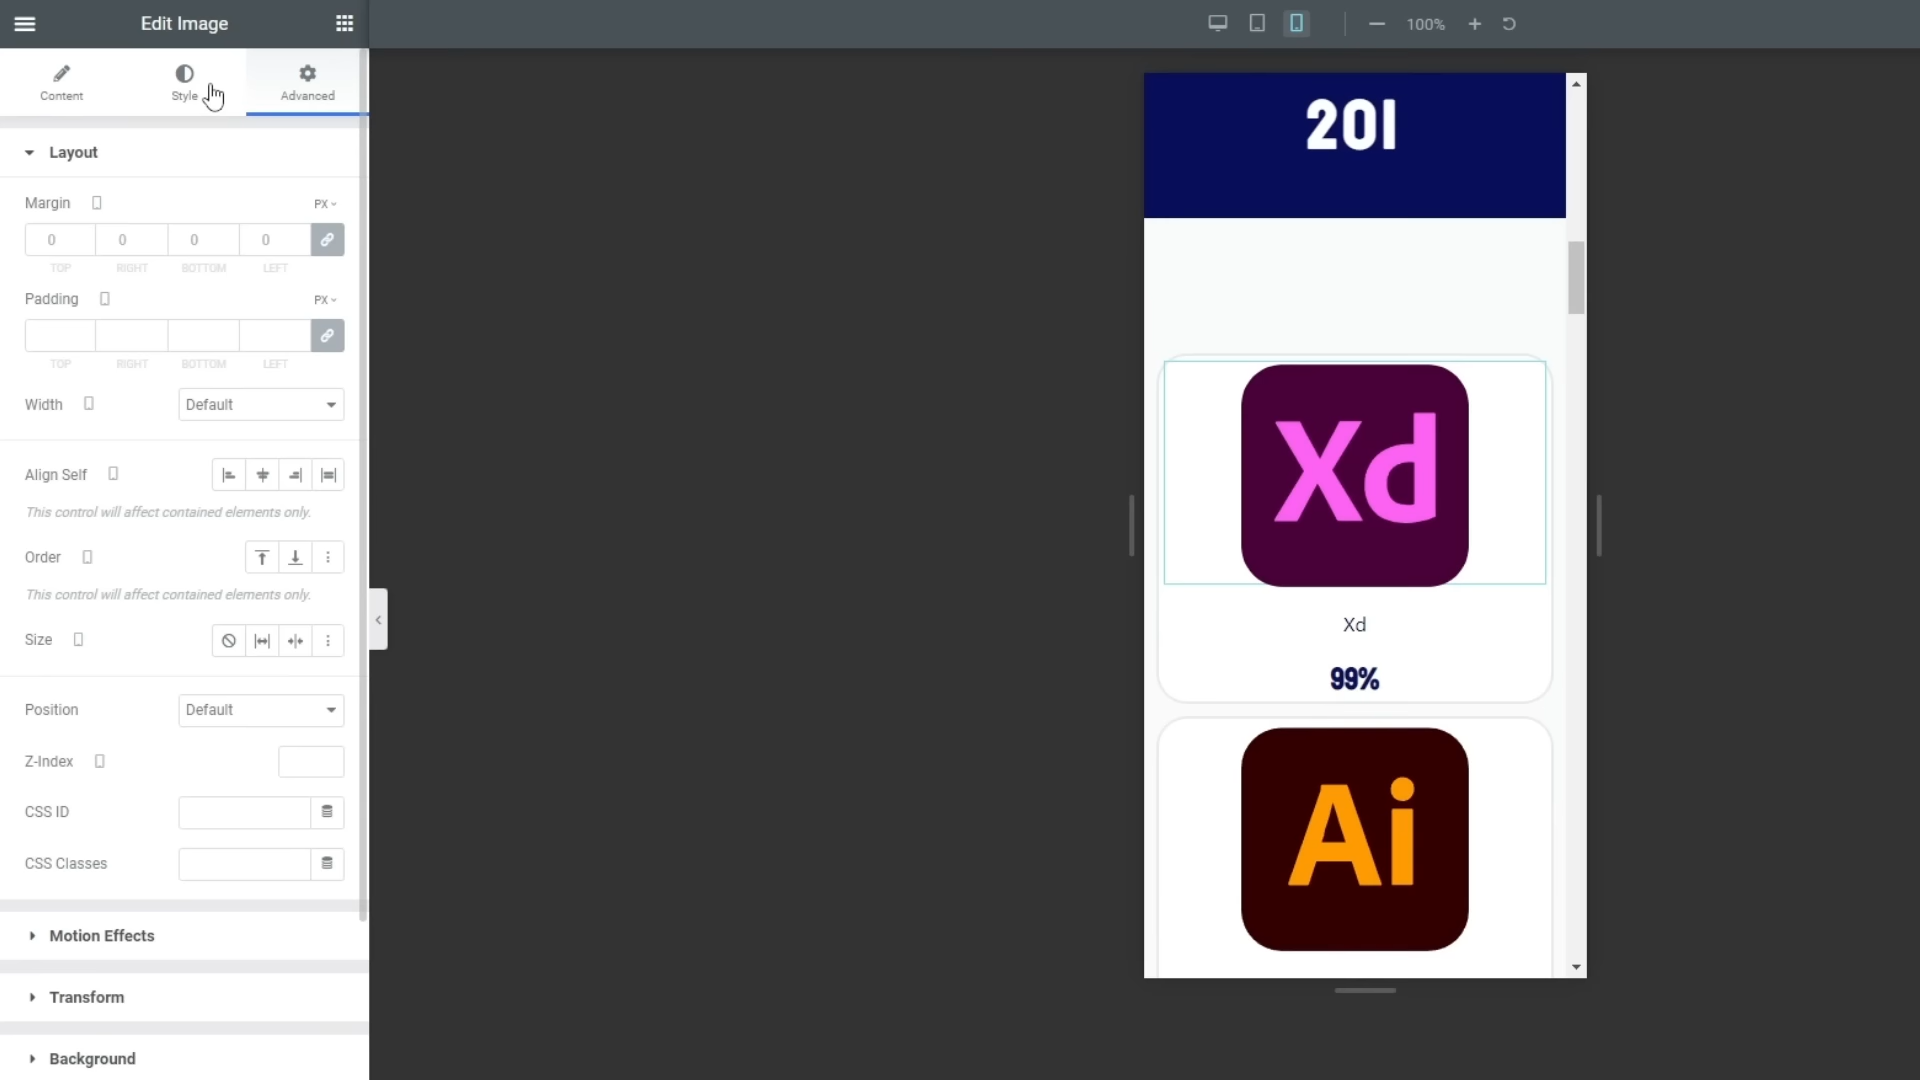 Edit Image
100%
Content
Style
Advanced
Layout
Margin
PX
0
0
0
0
TOP
RIGHT
BOTTOM
LEFT
Padding
PX
TOP
RIGHT
BOTTOM
LEFT
Width
Default
Align Self
This control will affect contained elements only.
Order
This control will affect contained elements only.
Size
Position
Default
Z-Index
CSS ID
CSS Classes
Motion Effects
Transform
Background
201
Xd
Xd
99%
Ai